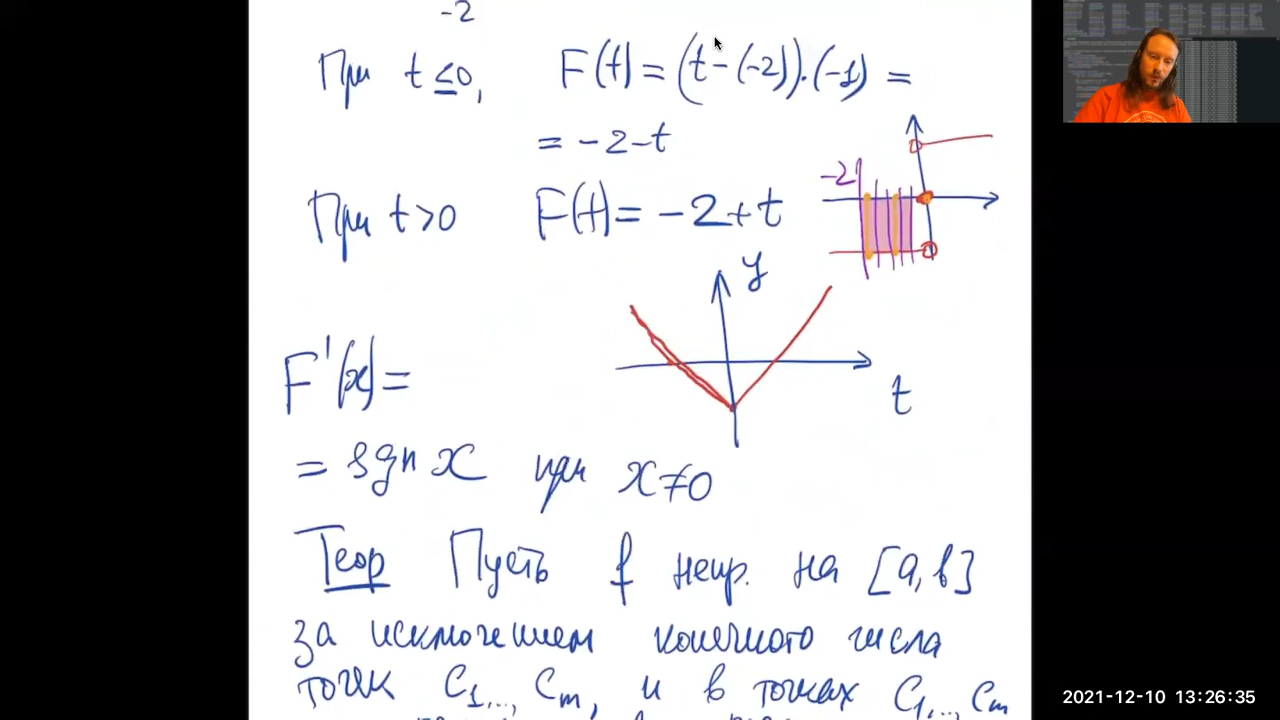 -2
При t ≤ 0, F(t) = (t - (-2))·(-1) =
= -2 - t
-2
При t > 0 F(t) = -2 + t
y
t
F'(x) =
= sgn x при x ≠ 0
Теор Пусть f непр. на [a, b]
за исключением конечного числа
точек C₁,..., Cₘ, и в точках C₁,..., Cₘ
2021-12-10 13:26:35